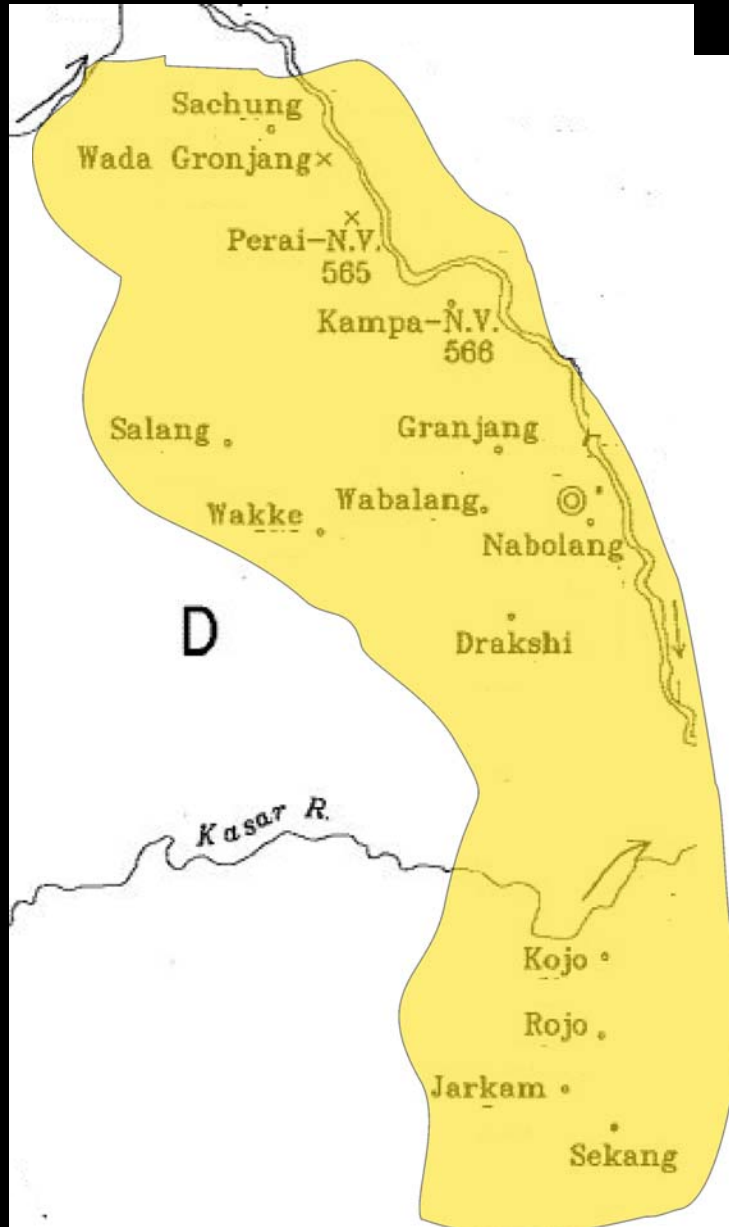 Sachung
Wada Gronjang
Perai-N.V.
565
Kampa-N.V.
566
Salang
Granjang
Wakke
Wabalang
Nabolang
D
Drakshi
Kasar R.
Kojo
Rojo
Jarkam
Sekang